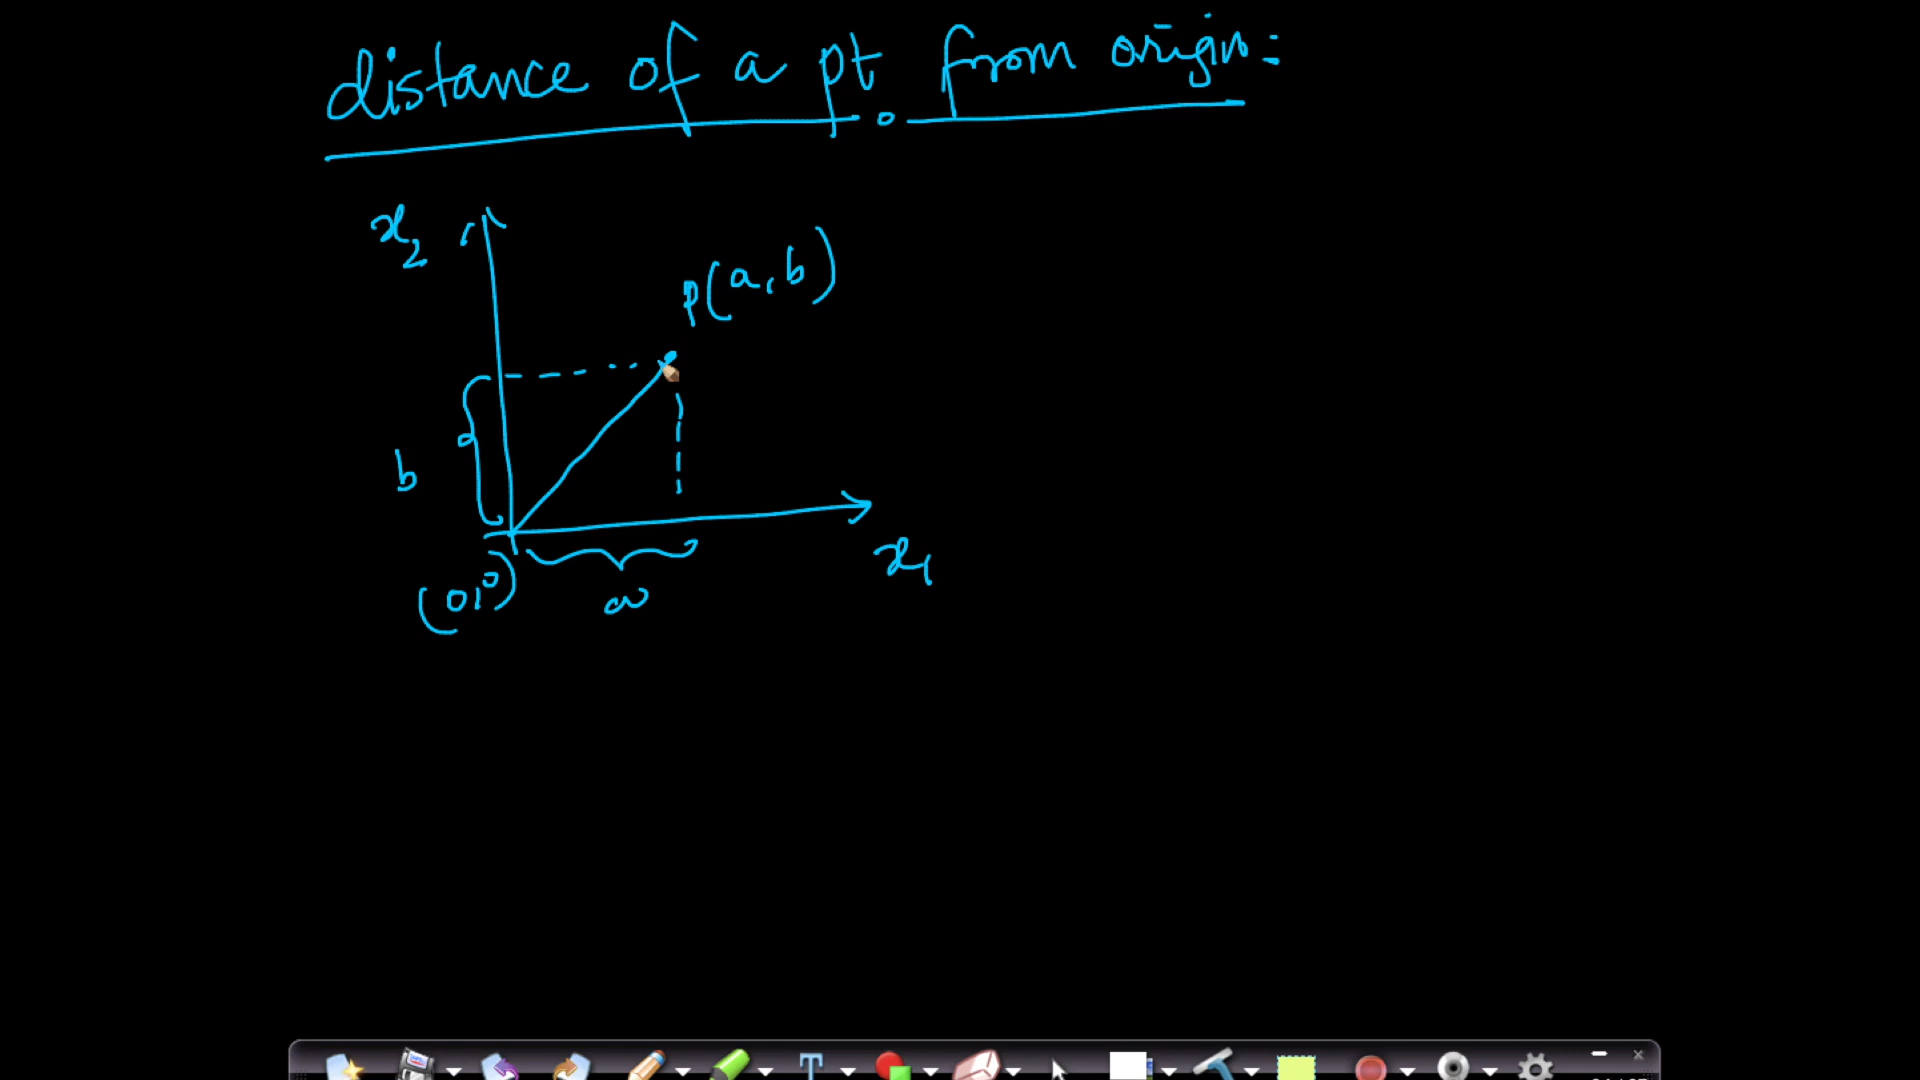 distance of a pt. from origin:
x2
P(a,b)
b
x1
(0,0)
a
T